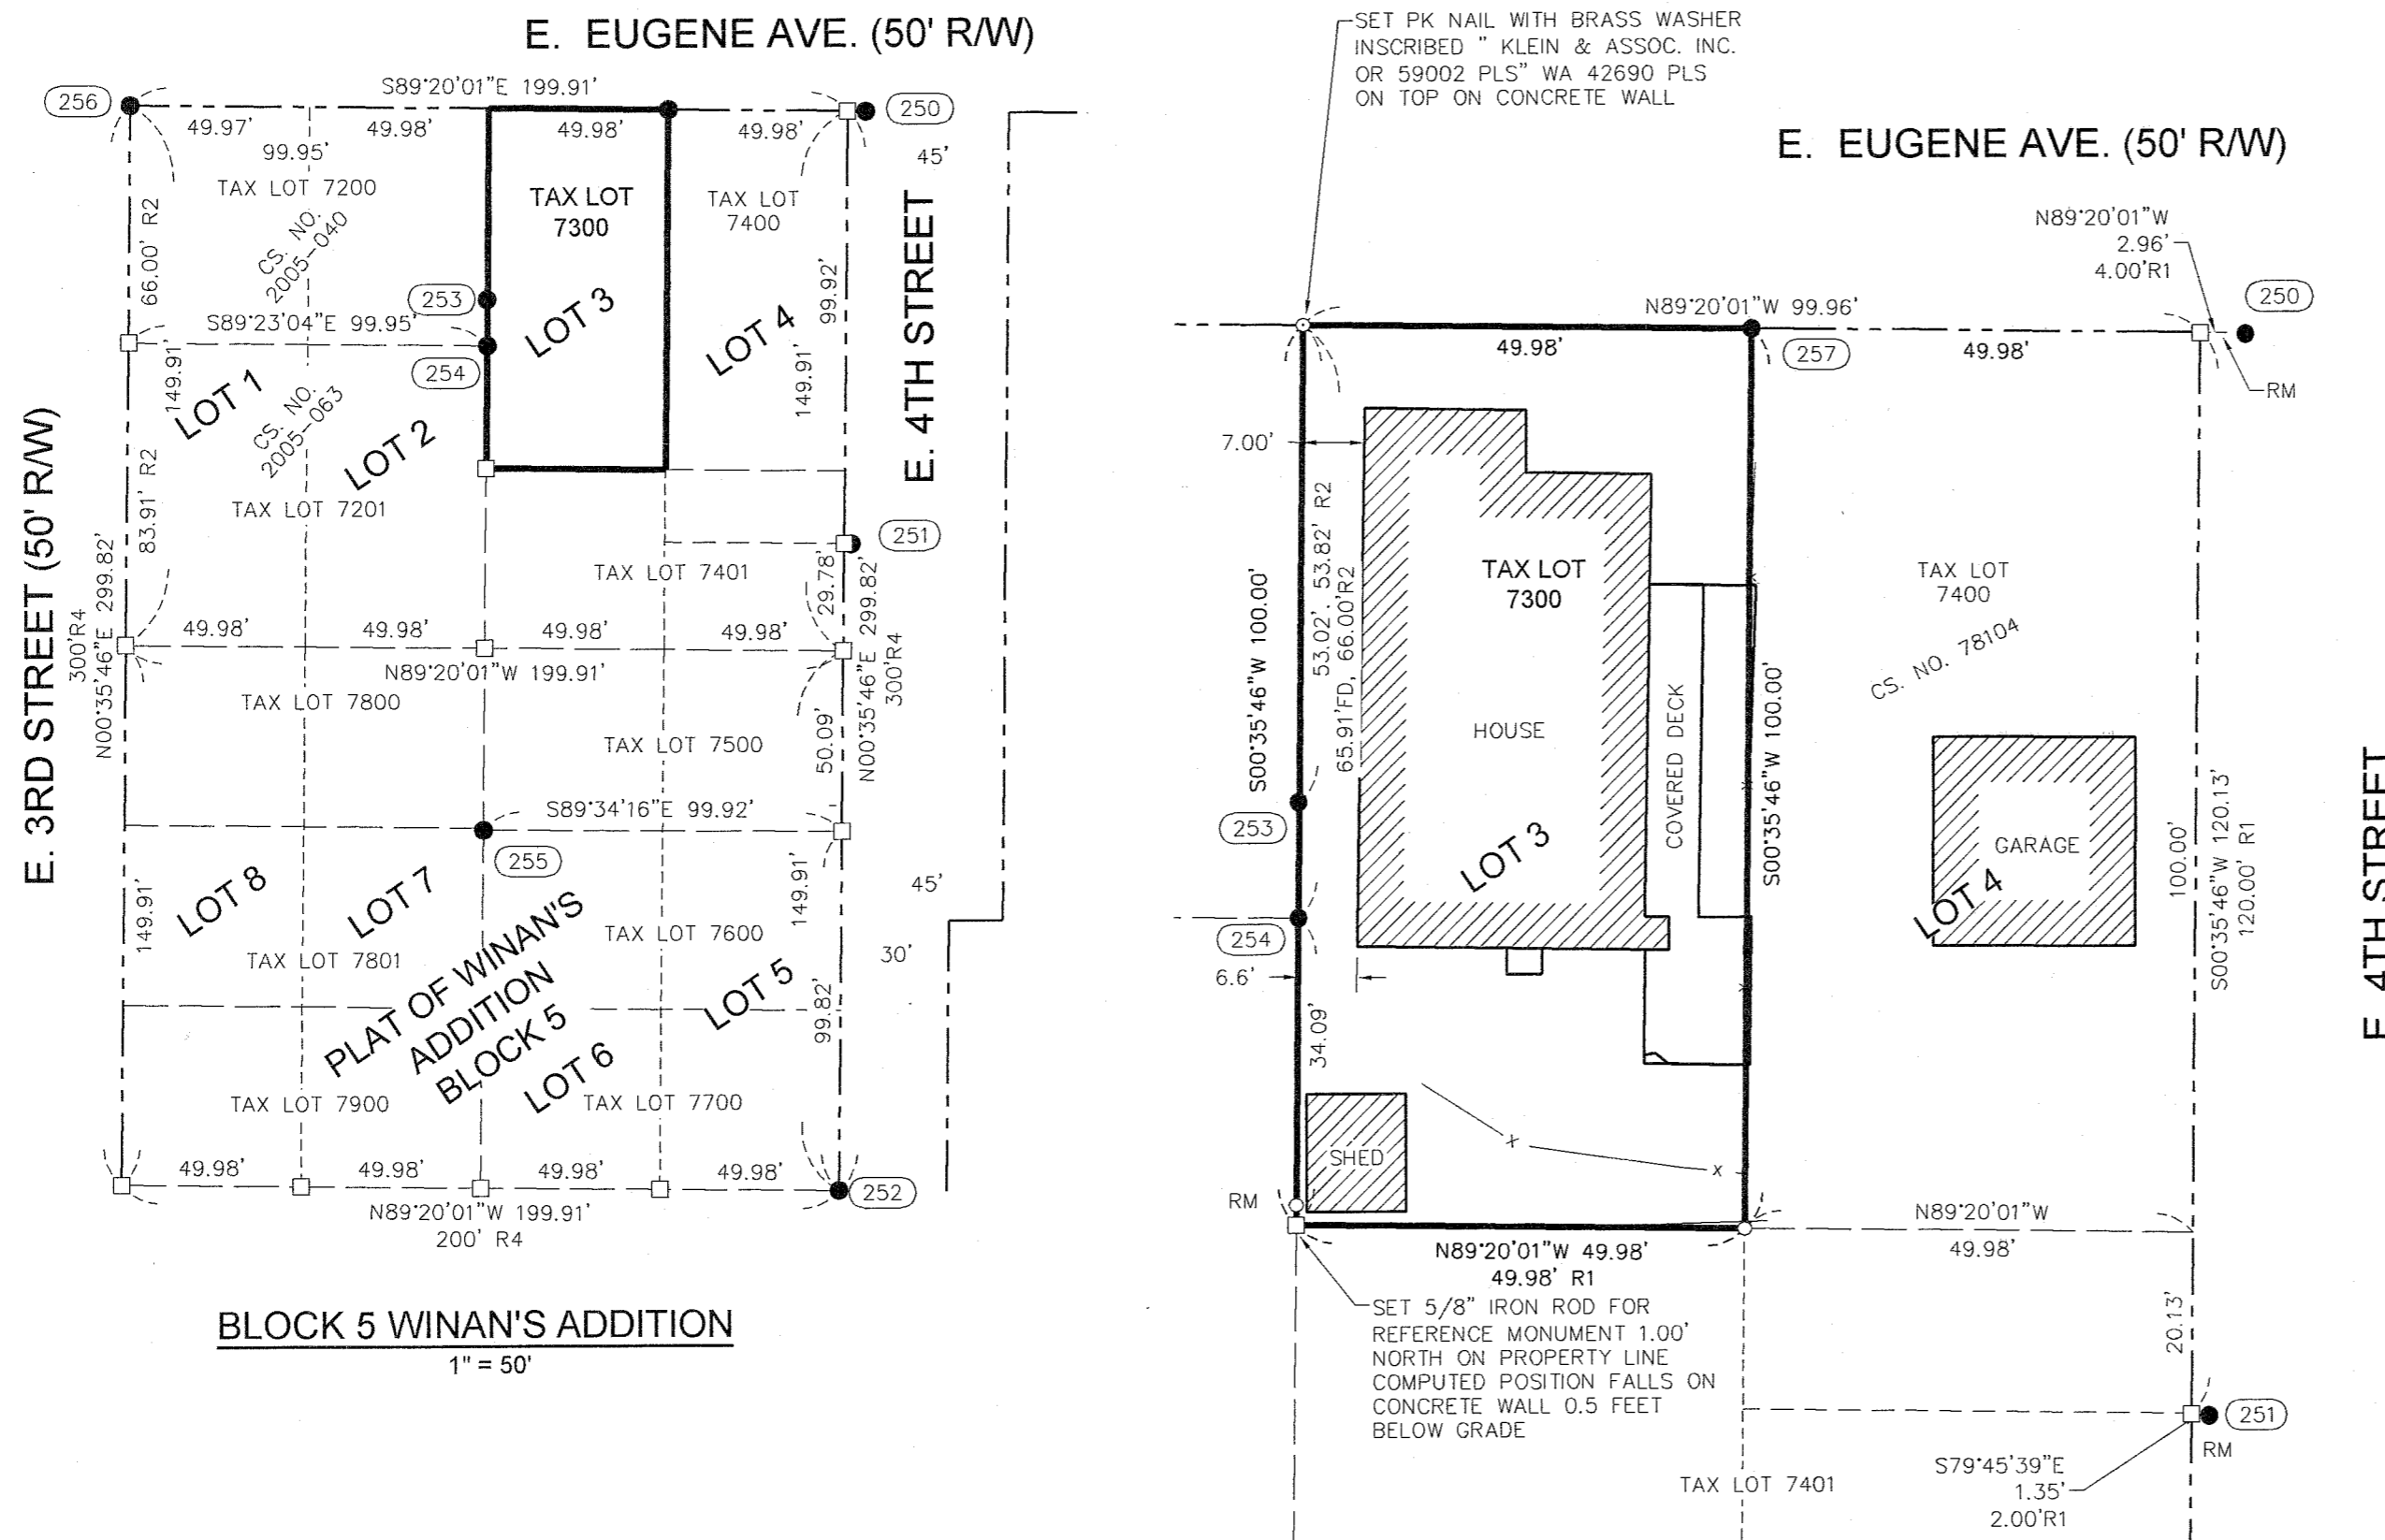 E. EUGENE AVE. (50' R/W)
S89°20'01"E 199.91'
256
250
49.97'
49.98'
49.98'
49.98'
99.95'
45'
TAX LOT 7200
TAX LOT
7300
TAX LOT
7400
66.00' R2
CS. NO.
2005-040
253
S89°23'04"E 99.95'
254
LOT 3
LOT 4
99.92'
149.91'
E. 4TH STREET
149.91'
LOT 1
CS. NO.
2005-063
LOT 2
83.91' R2
TAX LOT 7201
E. 3RD STREET (50' R/W)
300'R4
N00°35'46"E 299.82'
251
TAX LOT 7401
29.78'
49.98'
49.98'
49.98'
49.98'
N89°20'01"W 199.91'
N00°35'46"E 299.82'
300'R4
TAX LOT 7800
TAX LOT 7500
50.09'
S89°34'16"E 99.92'
255
LOT 8
LOT 7
149.91'
149.91'
45'
TAX LOT 7801
TAX LOT 7600
30'
PLAT OF WINAN'S
ADDITION
BLOCK 5
LOT 5
99.82'
LOT 6
TAX LOT 7900
TAX LOT 7700
49.98'
49.98'
49.98'
49.98'
252
N89°20'01"W 199.91'
200' R4
BLOCK 5 WINAN'S ADDITION
1" = 50'
SET PK NAIL WITH BRASS WASHER
INSCRIBED " KLEIN & ASSOC. INC.
OR 59002 PLS" WA 42690 PLS
ON TOP ON CONCRETE WALL
E. EUGENE AVE. (50' R/W)
N89°20'01"W
2.96'
4.00'R1
250
RM
N89°20'01"W 99.96'
49.98'
257
49.98'
7.00'
S00°35'46"W 100.00'
53.02'. 53.82' R2
65.91'FD, 66.00'R2
TAX LOT
7300
HOUSE
COVERED DECK
S00°35'46"W 100.00'
TAX LOT
7400
CS. NO. 78104
253
LOT 3
GARAGE
LOT 4
100.00'
S00°35'46"W 120.13'
120.00' R1
E. 4TH STREET
254
6.6'
34.09'
SHED
x
x
RM
N89°20'01"W 49.98'
49.98' R1
N89°20'01"W
49.98'
SET 5/8" IRON ROD FOR
REFERENCE MONUMENT 1.00'
NORTH ON PROPERTY LINE
COMPUTED POSITION FALLS ON
CONCRETE WALL 0.5 FEET
BELOW GRADE
20.13'
251
RM
S79°45'39"E
1.35'
2.00'R1
TAX LOT 7401